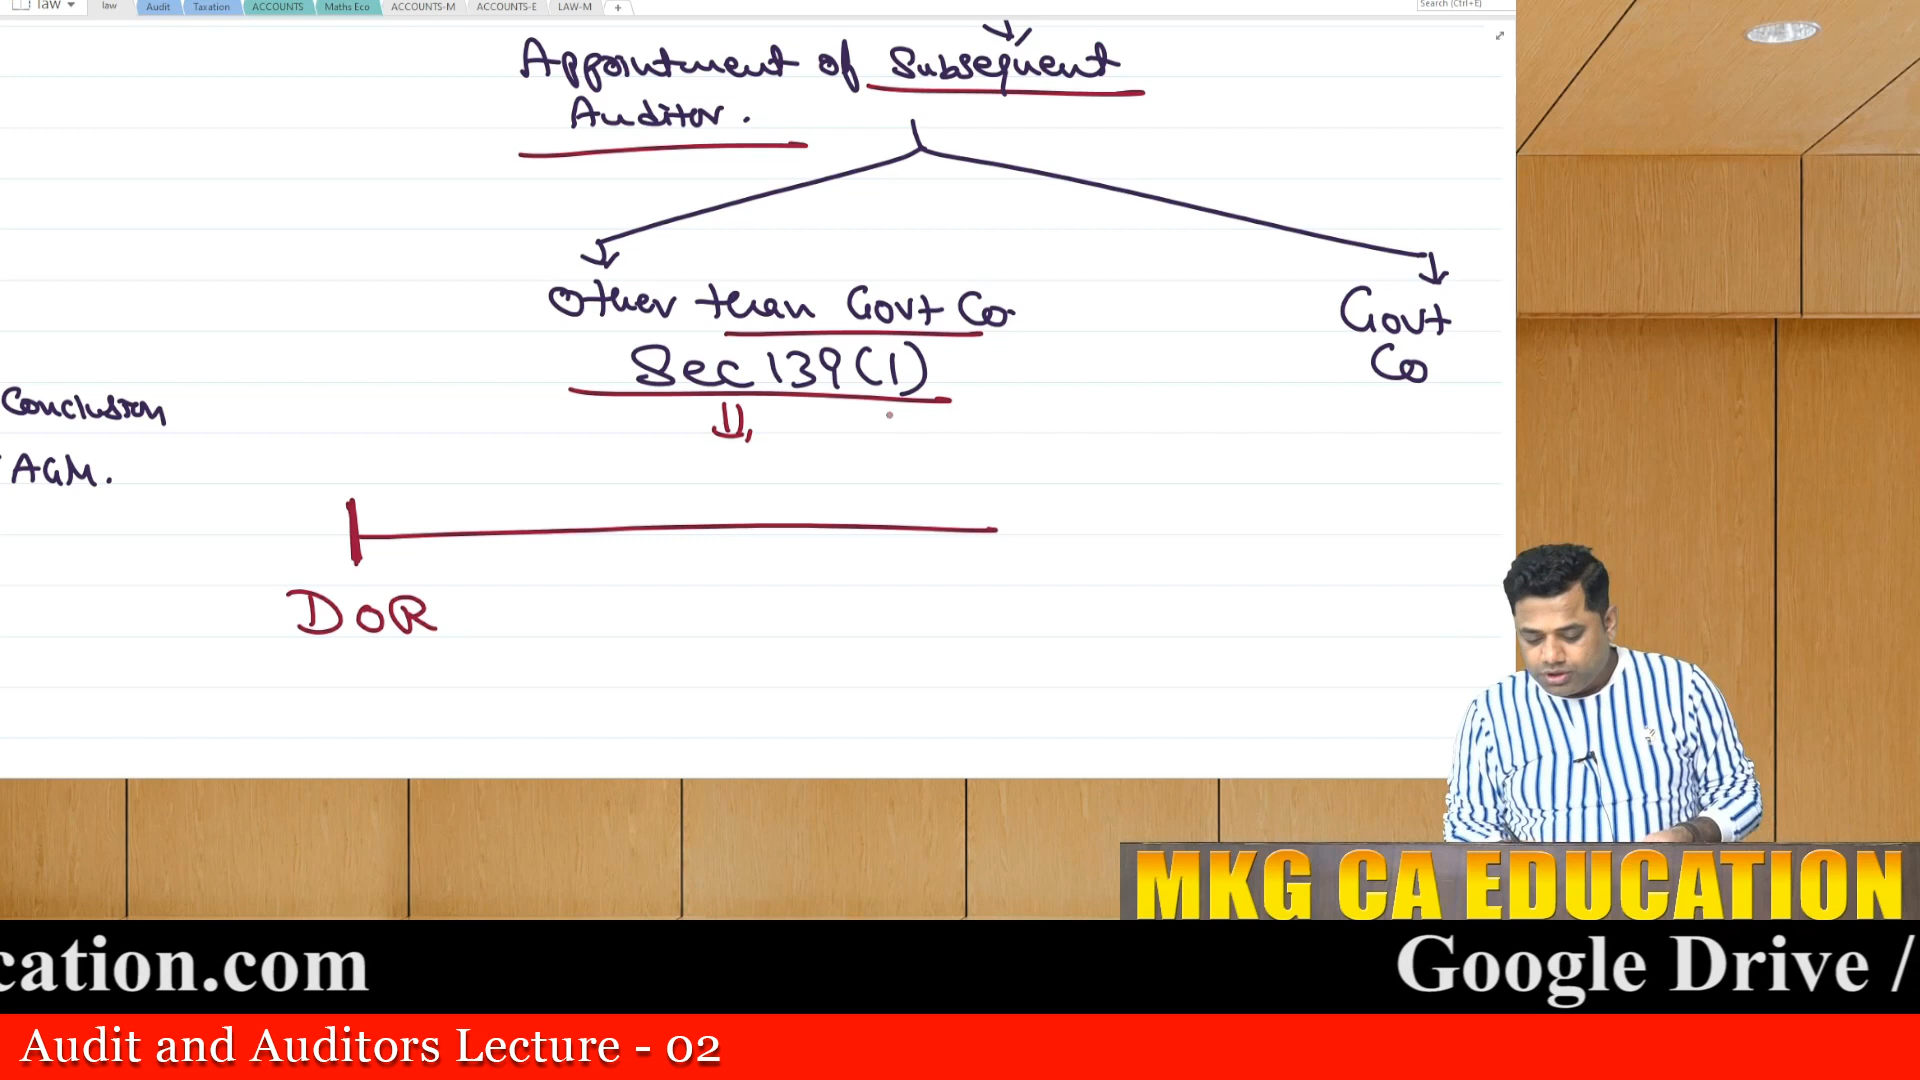 law
law
Audit
Taxation
ACCOUNTS
Maths Eco
ACCOUNTS-M
ACCOUNTS-E
LAW-M
+
Search (Ctrl+E)
Appointment of Subsequent
Auditor.
Other than Govt Co.
Sec 139(1)
Govt
Co
Conclusion
AGM.
DOR
MKG CA EDUCATION
cation.com
Google Drive /
Audit and Auditors Lecture - 02